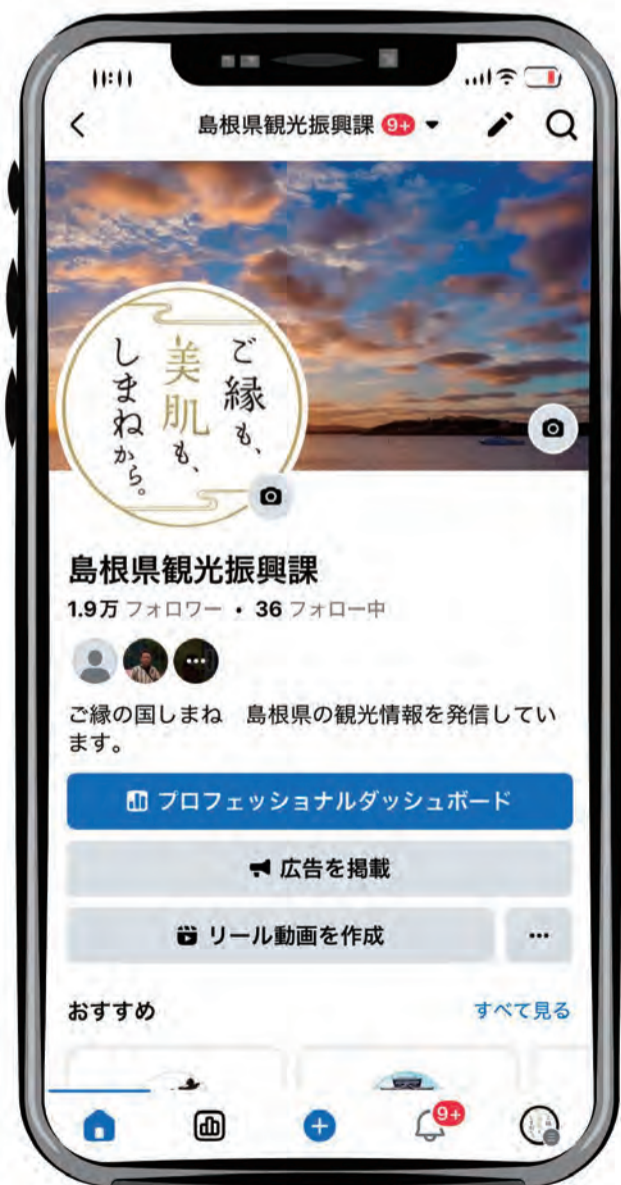 11:11
島根県観光振興課 9+
ご縁も、
美肌も、
しまねから。
島根県観光振興課
1.9万 フォロワー・36 フォロー中
ご縁の国しまね　島根県の観光情報を発信してい
ます。
プロフェッショナルダッシュボード
広告を掲載
リール動画を作成
おすすめ
すべて見る
9+